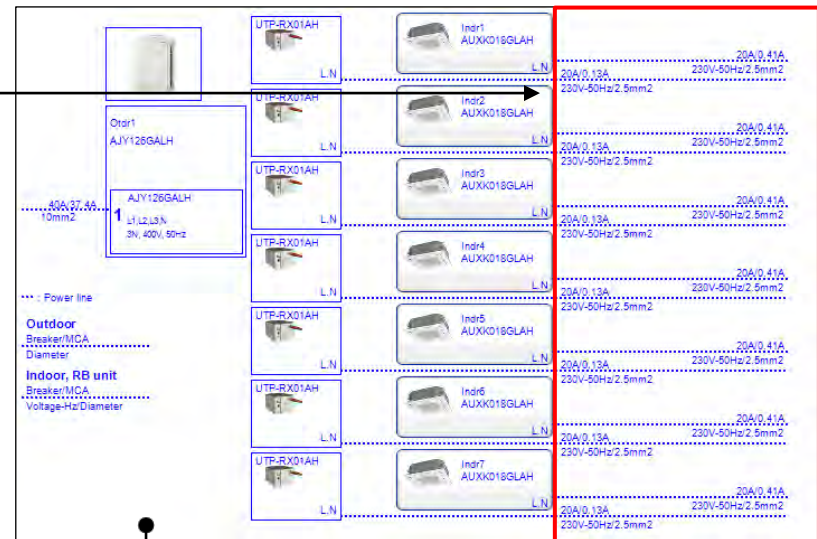 UTP-RX01AH
Indr1
AUXK018GLAH
L.N
L.N
20A/0.41A
230V-50Hz/2.5mm2
20A/0.13A
230V-50Hz/2.5mm2
UTP-RX01AH
Indr2
AUXK018GLAH
L.N
L.N
20A/0.41A
230V-50Hz/2.5mm2
20A/0.13A
230V-50Hz/2.5mm2
Otdr1
AJY126GALH
UTP-RX01AH
Indr3
AUXK018GLAH
L.N
L.N
20A/0.41A
230V-50Hz/2.5mm2
20A/0.13A
230V-50Hz/2.5mm2
40A/37.4A
10mm2
AJY126GALH
1 L1,L2,L3,N
3N, 400V, 50Hz
UTP-RX01AH
Indr4
AUXK018GLAH
L.N
L.N
20A/0.41A
230V-50Hz/2.5mm2
20A/0.13A
230V-50Hz/2.5mm2
: Power line
Outdoor
Breaker/MCA
Diameter
Indoor, RB unit
Breaker/MCA
Voltage-Hz/Diameter
UTP-RX01AH
Indr5
AUXK018GLAH
L.N
L.N
20A/0.41A
230V-50Hz/2.5mm2
20A/0.13A
230V-50Hz/2.5mm2
UTP-RX01AH
Indr6
AUXK018GLAH
L.N
L.N
20A/0.41A
230V-50Hz/2.5mm2
20A/0.13A
230V-50Hz/2.5mm2
UTP-RX01AH
Indr7
AUXK018GLAH
L.N
L.N
20A/0.41A
230V-50Hz/2.5mm2
20A/0.13A
230V-50Hz/2.5mm2